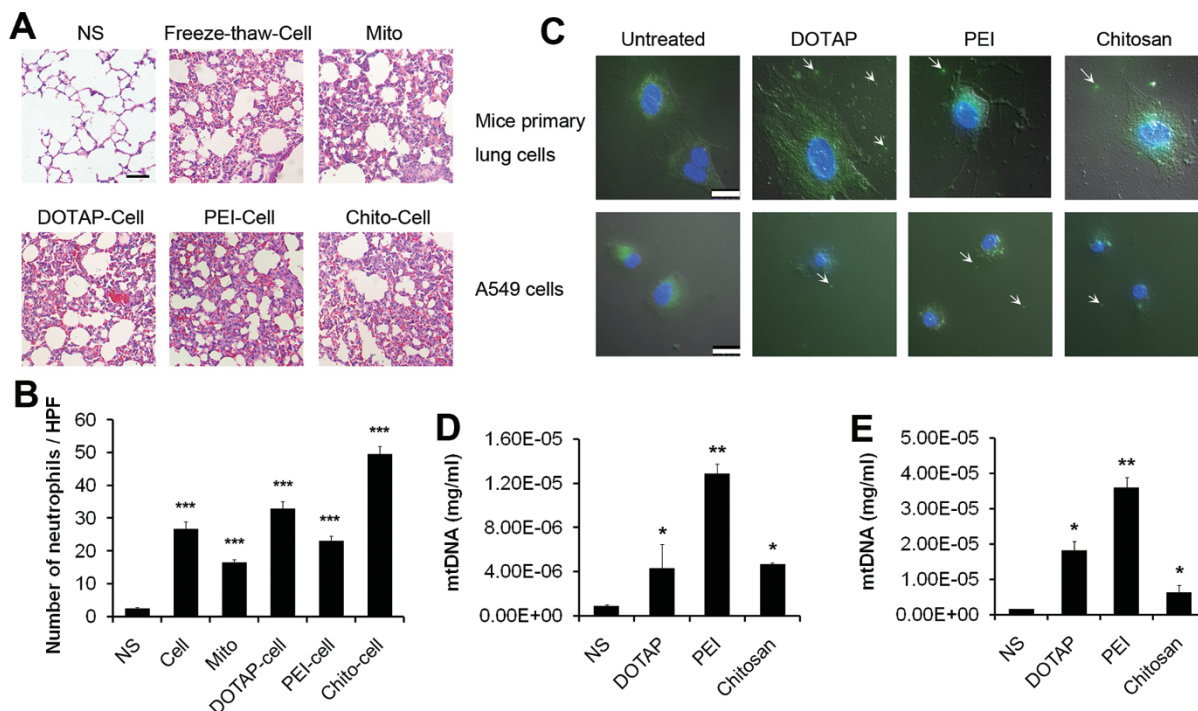 A
NS
Freeze-thaw-Cell
Mito
DOTAP-Cell
PEI-Cell
Chito-Cell
B
Number of neutrophils / HPF
60
50
40
30
20
10
0
***
***
***
***
***
NS
Cell
Mito
DOTAP-cell
PEI-cell
Chito-cell
C
Untreated
DOTAP
PEI
Chitosan
Mice primary
lung cells
A549 cells
D
mtDNA (mg/ml)
1.60E-05
1.20E-05
8.00E-06
4.00E-06
0.00E+00
*
**
*
NS
DOTAP
PEI
Chitosan
E
mtDNA (mg/ml)
5.00E-05
4.00E-05
3.00E-05
2.00E-05
1.00E-05
0.00E+00
*
**
*
NS
DOTAP
PEI
Chitosan